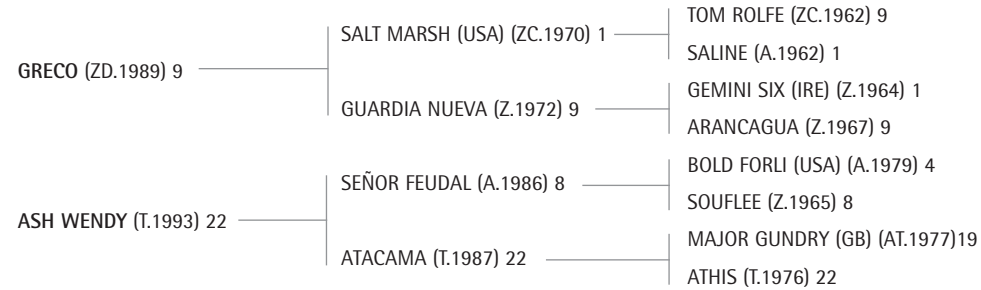 TOM ROLFE (ZC.1962) 9
SALT MARSH (USA) (ZC.1970) 1
SALINE (A.1962) 1
GRECO (ZD.1989) 9
GEMINI SIX (IRE) (Z.1964) 1
GUARDIA NUEVA (Z.1972) 9
ARANCAGUA (Z.1967) 9
BOLD FORLI (USA) (A.1979) 4
SEÑOR FEUDAL (A.1986) 8
SOUFLEE (Z.1965) 8
ASH WENDY (T.1993) 22
MAJOR GUNDRY (GB) (AT.1977)19
ATACAMA (T.1987) 22
ATHIS (T.1976) 22